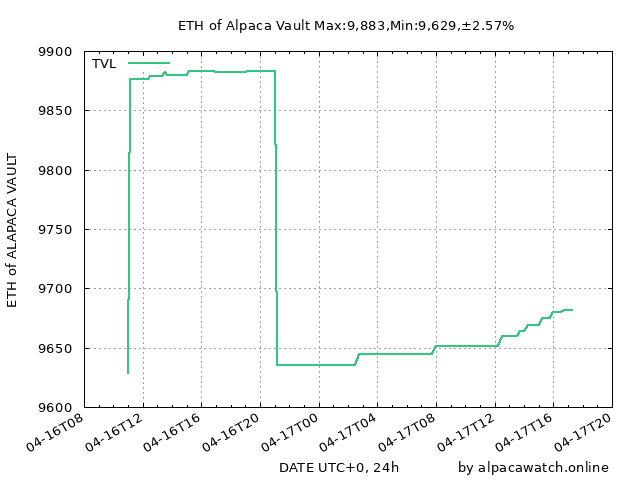 ETH of Alpaca Vault Max:9,883,Min:9,629,±2.57%
TVL
9900
9850
9800
9750
9700
9650
9600
ETH of ALAPACA VAULT
04-16T08
04-16T12
04-16T16
04-16T20
04-17T00
04-17T04
04-17T08
04-17T12
04-17T16
04-17T20
DATE UTC+0, 24h
by alpacawatch.online